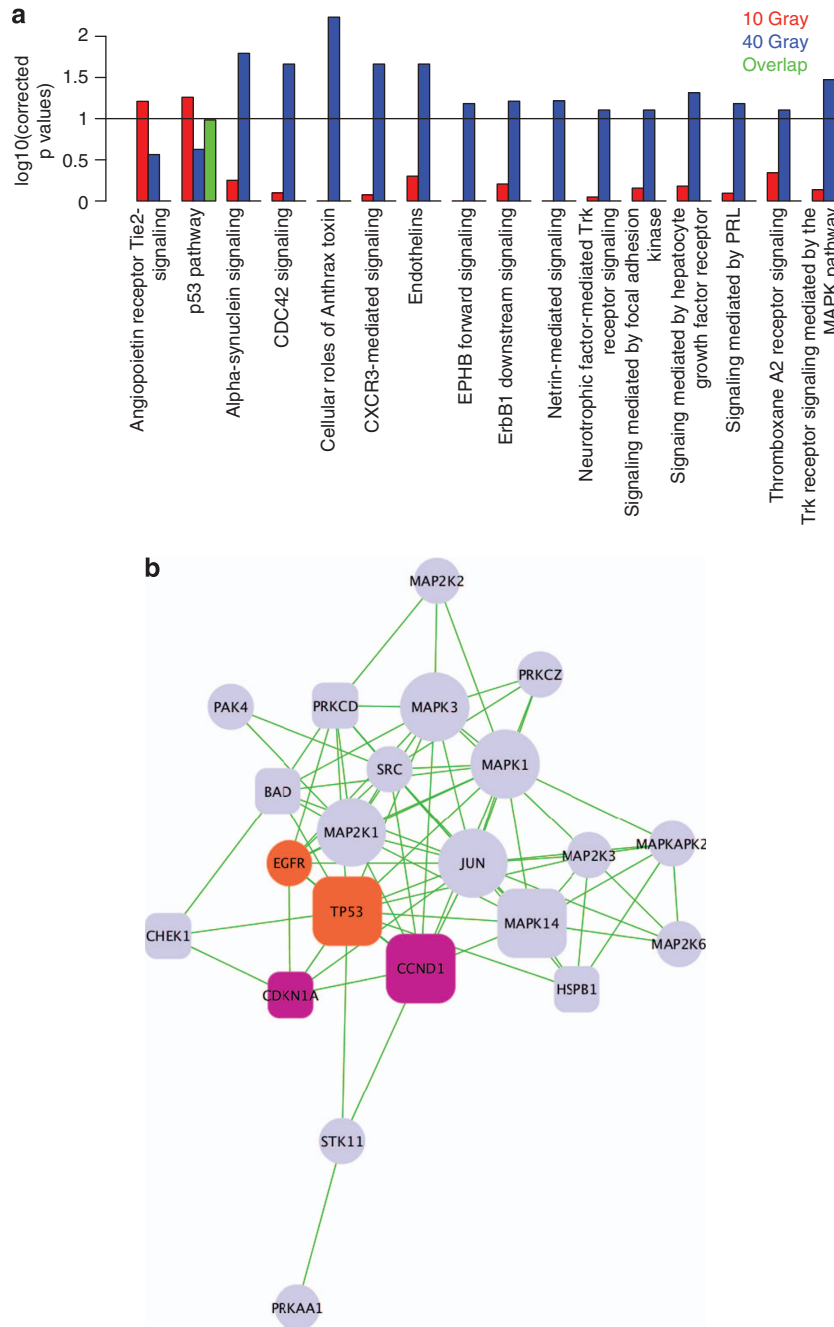 a
10 Gray
40 Gray
Overlap
log10(corrected
p values)
2
1.5
1
0.5
0
Angiopoietin receptor Tie2-
signaling
p53 pathway
Alpha-synuclein signaling
CDC42 signaling
Cellular roles of Anthrax toxin
CXCR3-mediated signaling
Endothelins
EPHB forward signaling
ErbB1 downstream signaling
Netrin-mediated signaling
Neurotrophic factor-mediated Trk
receptor signaling
Signaling mediated by focal adhesion
kinase
Signaing mediated by hepatocyte
growth factor receptor
Signaling mediated by PRL
Thromboxane A2 receptor signaling
Trk receptor signaling mediated by the
MAPK pathway
b
MAP2K2
PRKCZ
PAK4
PRKCD
MAPK3
SRC
MAPK1
BAD
MAP2K1
EGFR
JUN
MAP2K3
MAPKAPK2
TP53
MAPK14
CHEK1
MAP2K6
CCND1
CDKN1A
HSPB1
STK11
PRKAA1